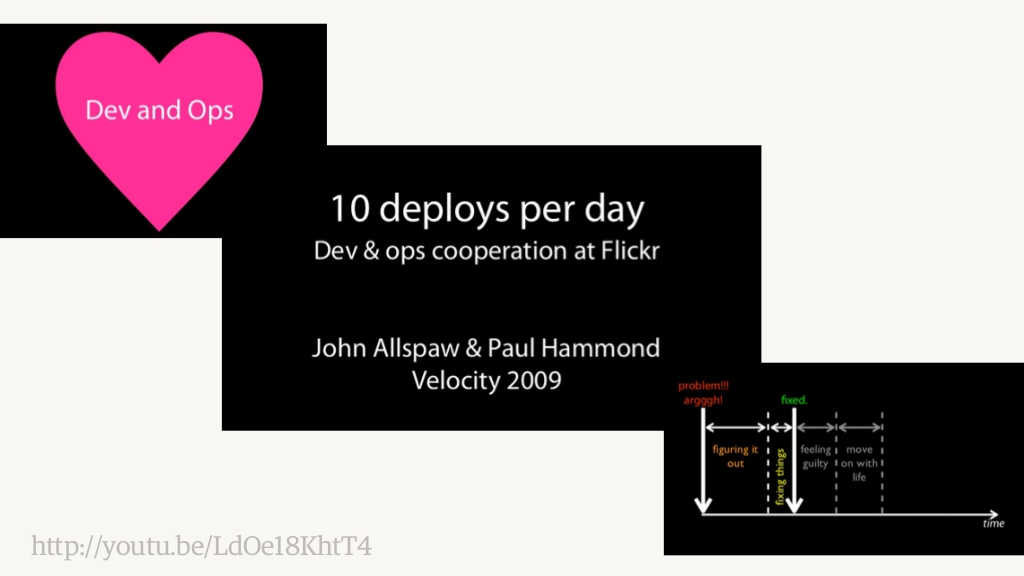 Dev and Ops
10 deploys per day
Dev & ops cooperation at Flickr
John Allspaw & Paul Hammond
Velocity 2009
problem!!!
argggh!
fixed.
figuring it
out
fixing things
feeling
guilty
move
on with
life
time
http://youtu.be/LdOe18KhtT4